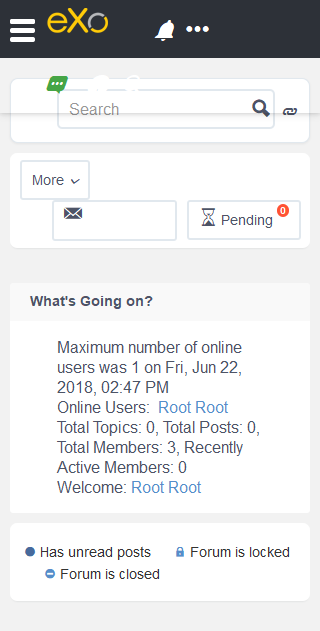 eXo
Search
More
Pending 0
What's Going on?
Maximum number of online
users was 1 on Fri, Jun 22,
2018, 02:47 PM
Online Users: Root Root
Total Topics: 0, Total Posts: 0,
Total Members: 3, Recently
Active Members: 0
Welcome: Root Root
Has unread posts
Forum is locked
Forum is closed